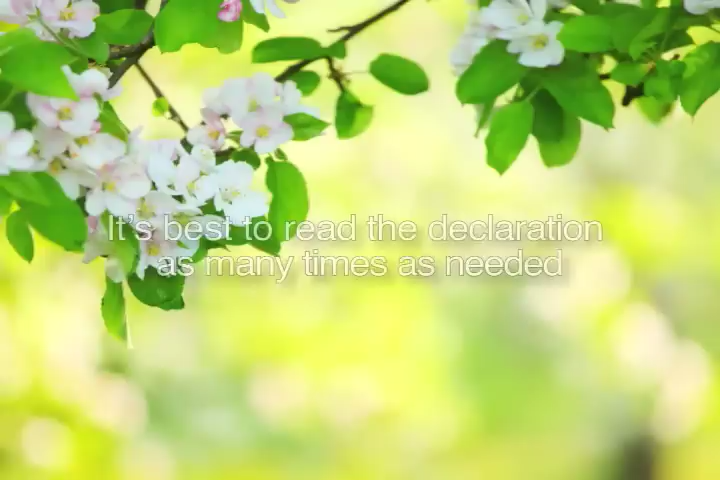 It's best to read the declaration
as many times as needed